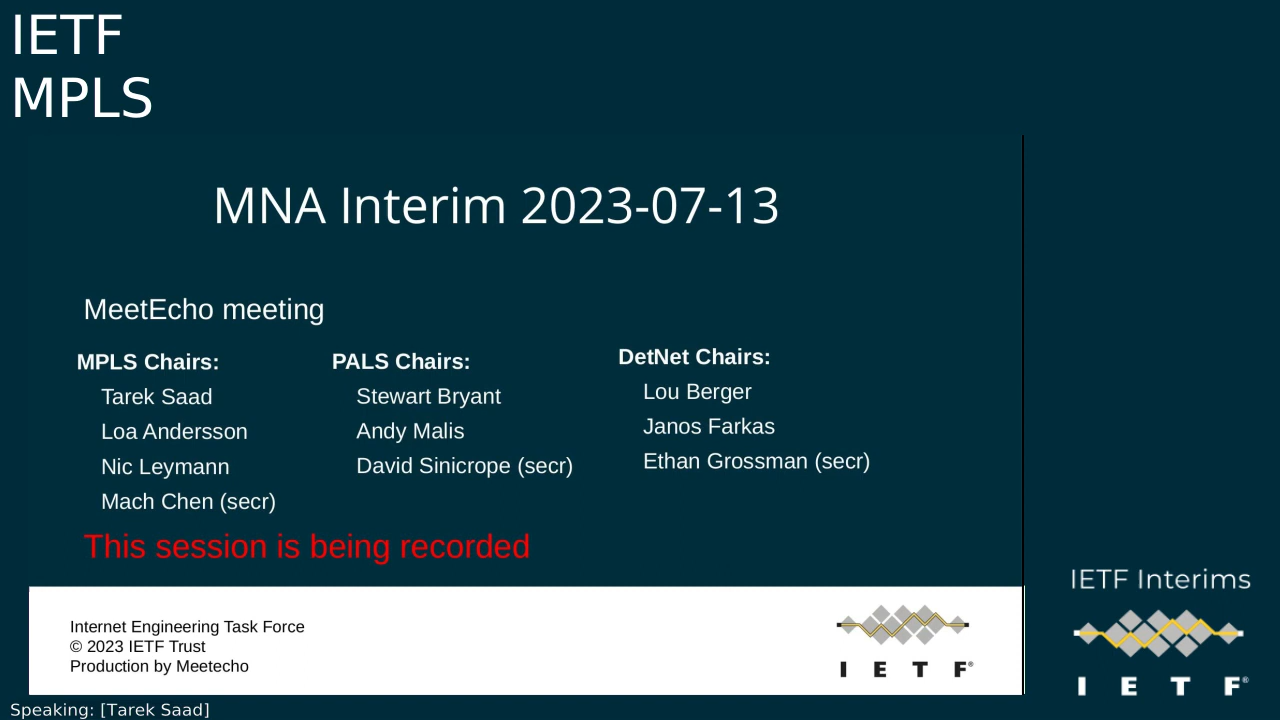 IETF
MPLS
MNA Interim 2023-07-13
MeetEcho meeting
MPLS Chairs:
Tarek Saad
Loa Andersson
Nic Leymann
Mach Chen (secr)
PALS Chairs:
Stewart Bryant
Andy Malis
David Sinicrope (secr)
DetNet Chairs:
Lou Berger
Janos Farkas
Ethan Grossman (secr)
This session is being recorded
Internet Engineering Task Force
© 2023 IETF Trust
Production by Meetecho
I E T F®
IETF Interims
I E T F®
Speaking: [Tarek Saad]